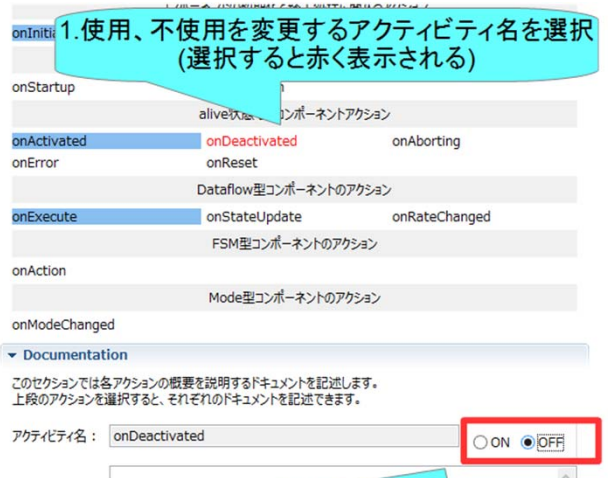 1.使用、不使用を変更するアクティビティ名を選択
(選択すると赤く表示される)
onStartup
alive状態でのコンポーネントアクション
onActivated onDeactivated onAborting
onError onReset
Dataflow型コンポーネントのアクション
onExecute onStateUpdate onRateChanged
FSM型コンポーネントのアクション
onAction
Mode型コンポーネントのアクション
onModeChanged
Documentation
このセクションでは各アクションの概要を説明するドキュメントを記述します。
上段のアクションを選択すると、それぞれのドキュメントを記述できます。
アクティビティ名: onDeactivated ON OFF